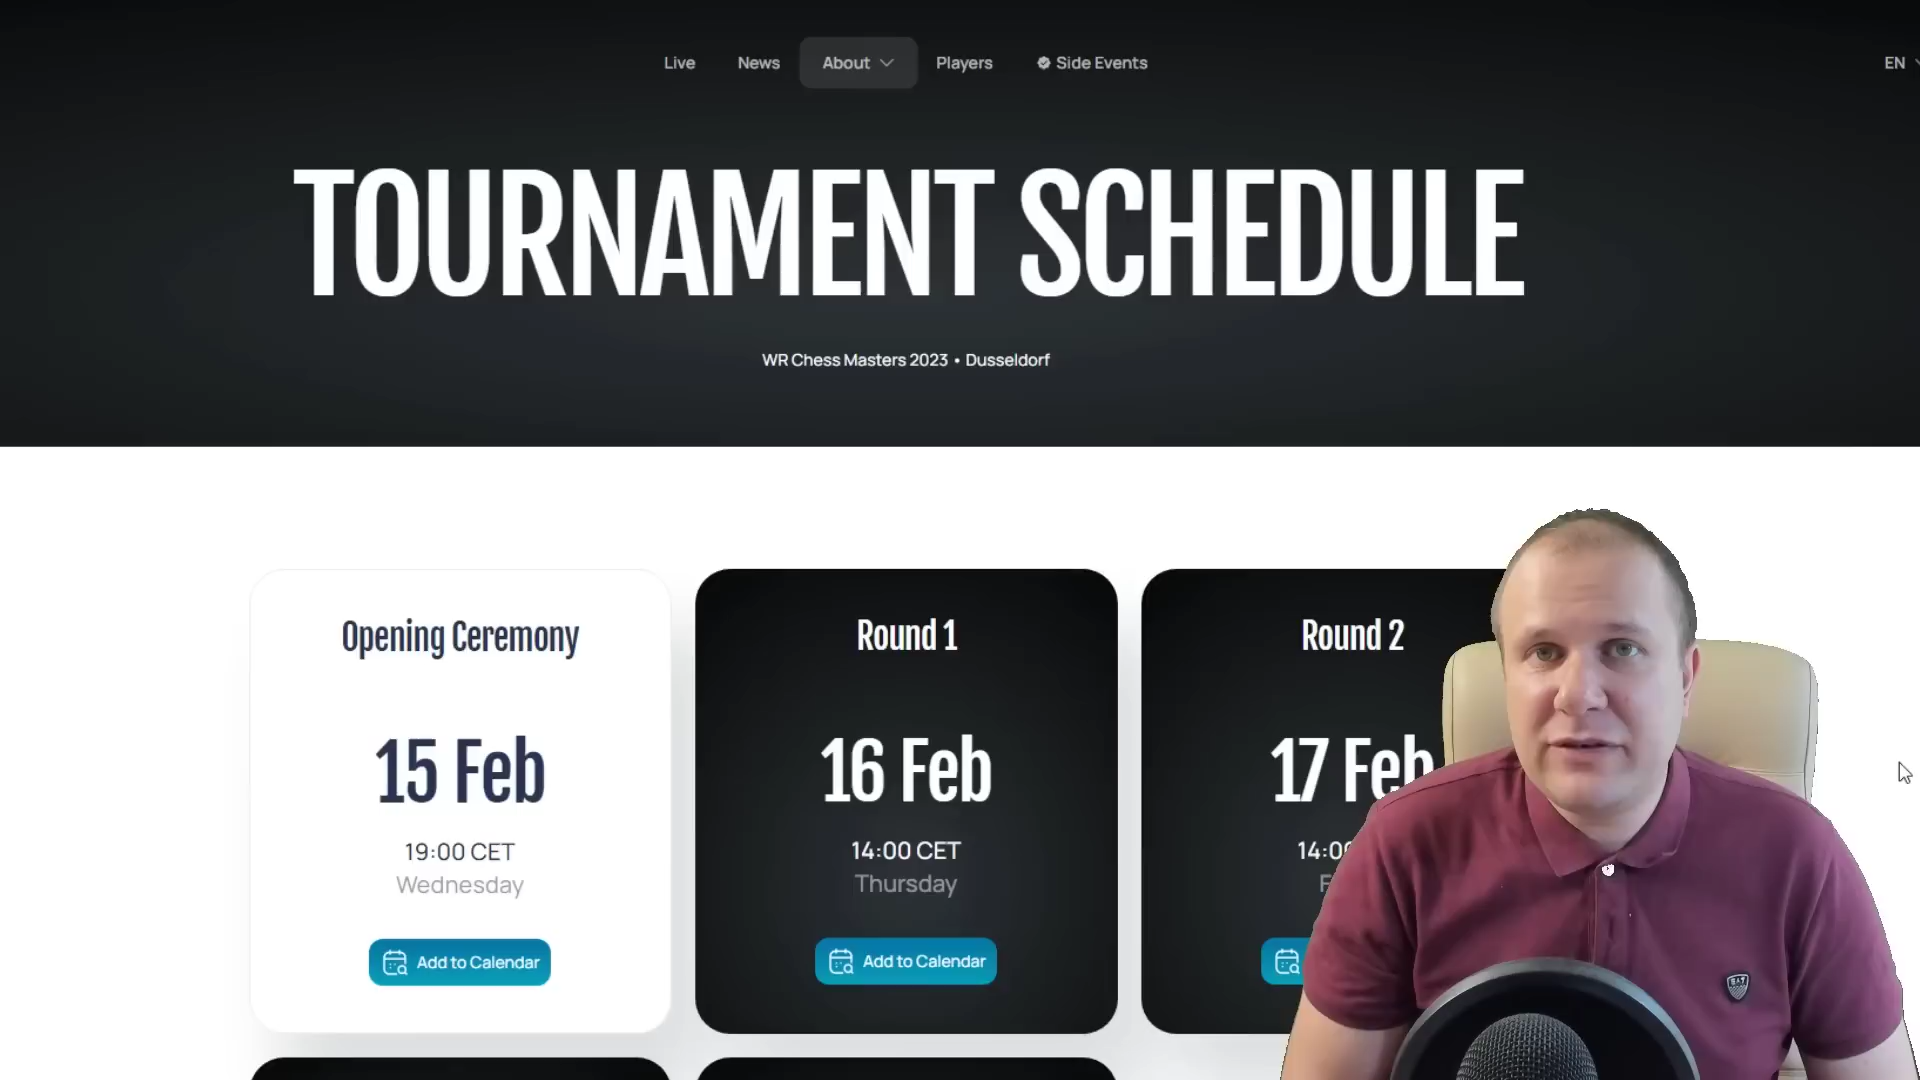 Live News About Players Side Events EN
TOURNAMENT SCHEDULE
WR Chess Masters 2023 • Dusseldorf
Opening Ceremony
15 Feb
19:00 CET
Wednesday
Add to Calendar
Round 1
16 Feb
14:00 CET
Thursday
Add to Calendar
Round 2
17 Feb